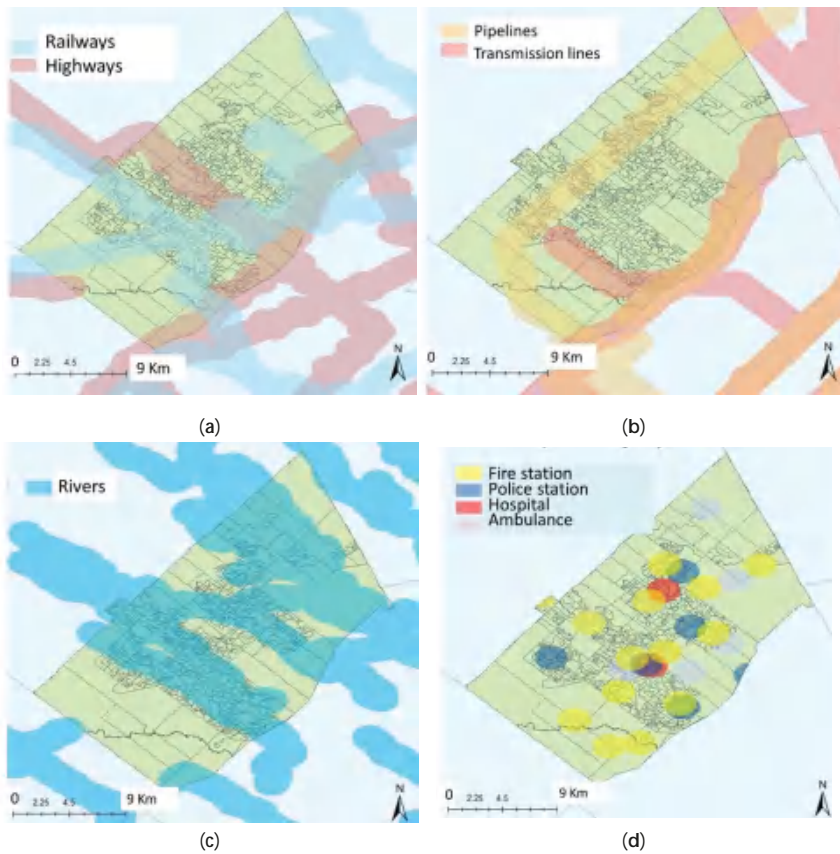 Railways
Highways
N
0 2.25 4.5 9 Km
(a)
Pipelines
Transmission lines
N
0 2.25 4.5 9 Km
(b)
Rivers
N
0 2.25 4.5 9 Km
(c)
Fire station
Police station
Hospital
Ambulance
N
0 2.25 4.5 9 Km
(d)